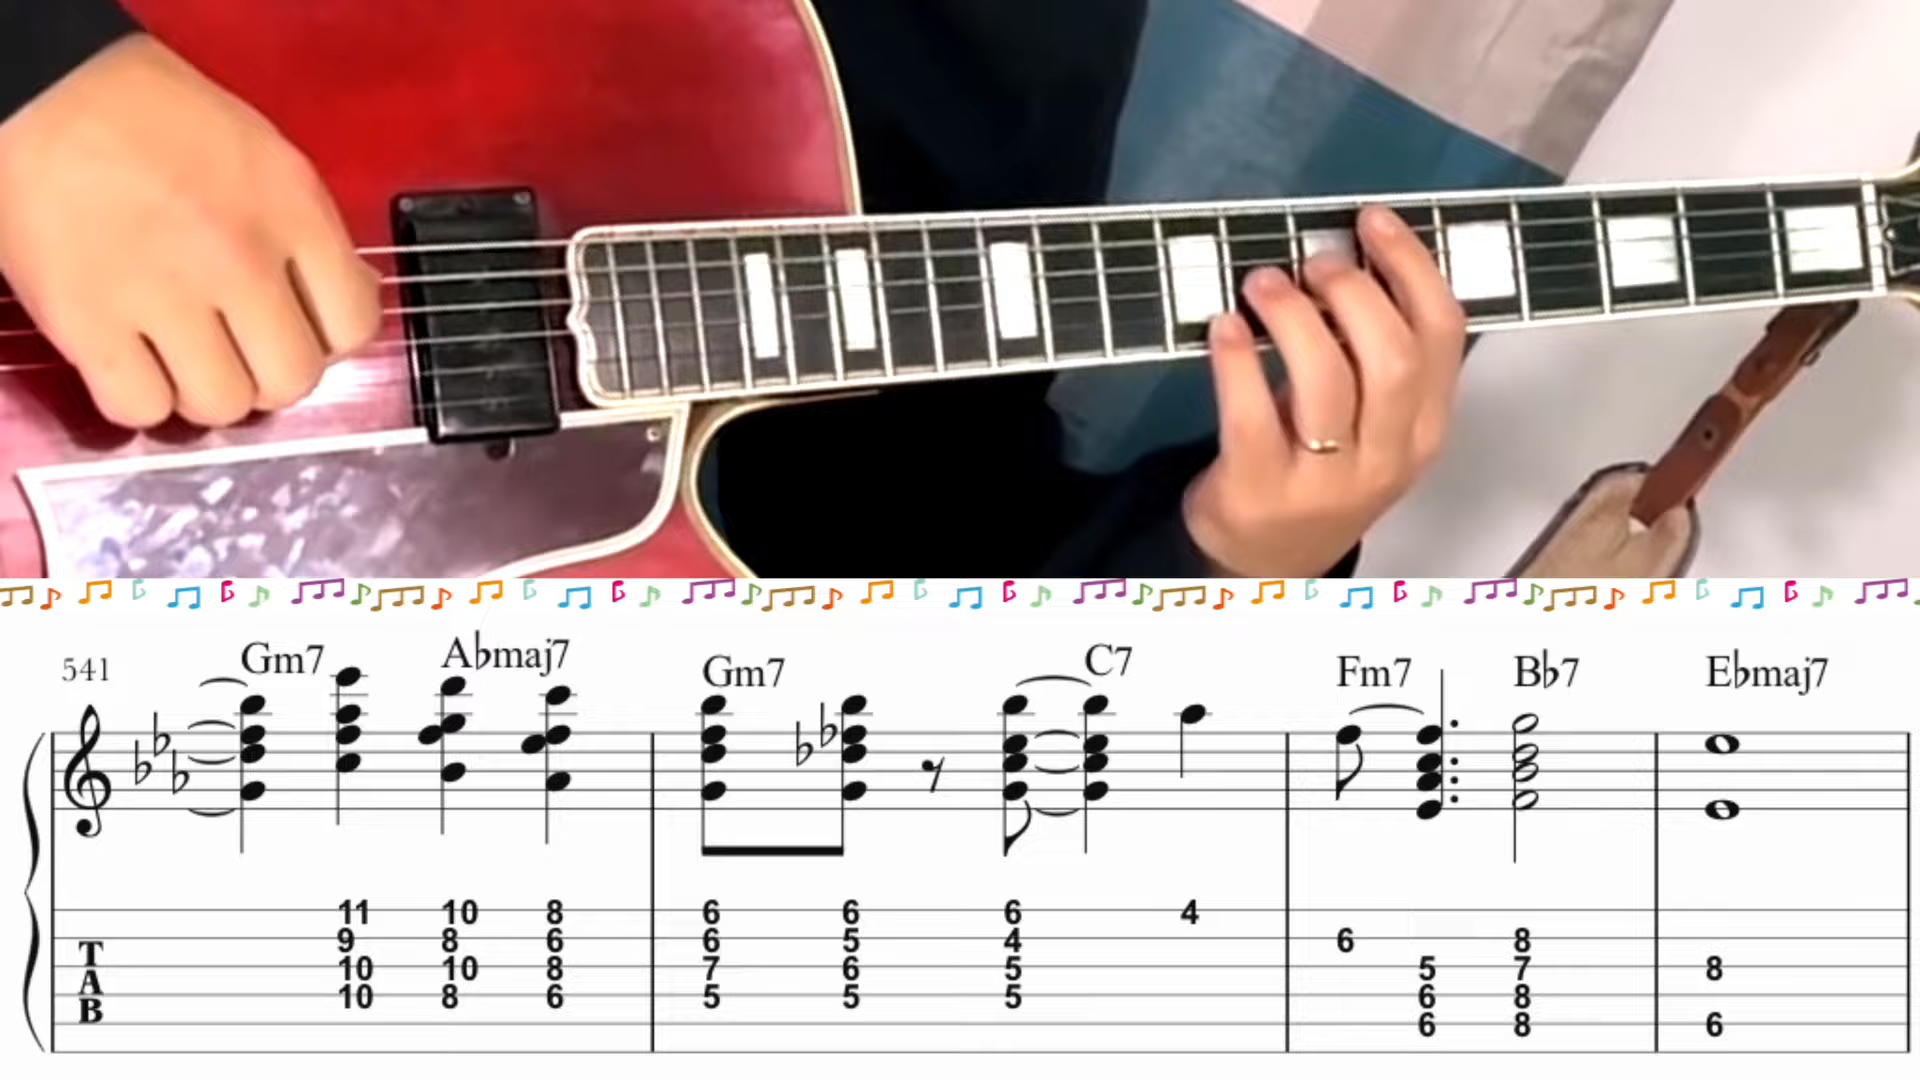 541 Gm7 A♭maj7 Gm7 C7 Fm7 B♭7 E♭maj7
11 10 8 6 6 6 4
T 9 8 6 6 5 4 6 8
A 10 10 8 7 6 5 5 7 8
B 10 8 6 5 5 5 6 8
6 8 6